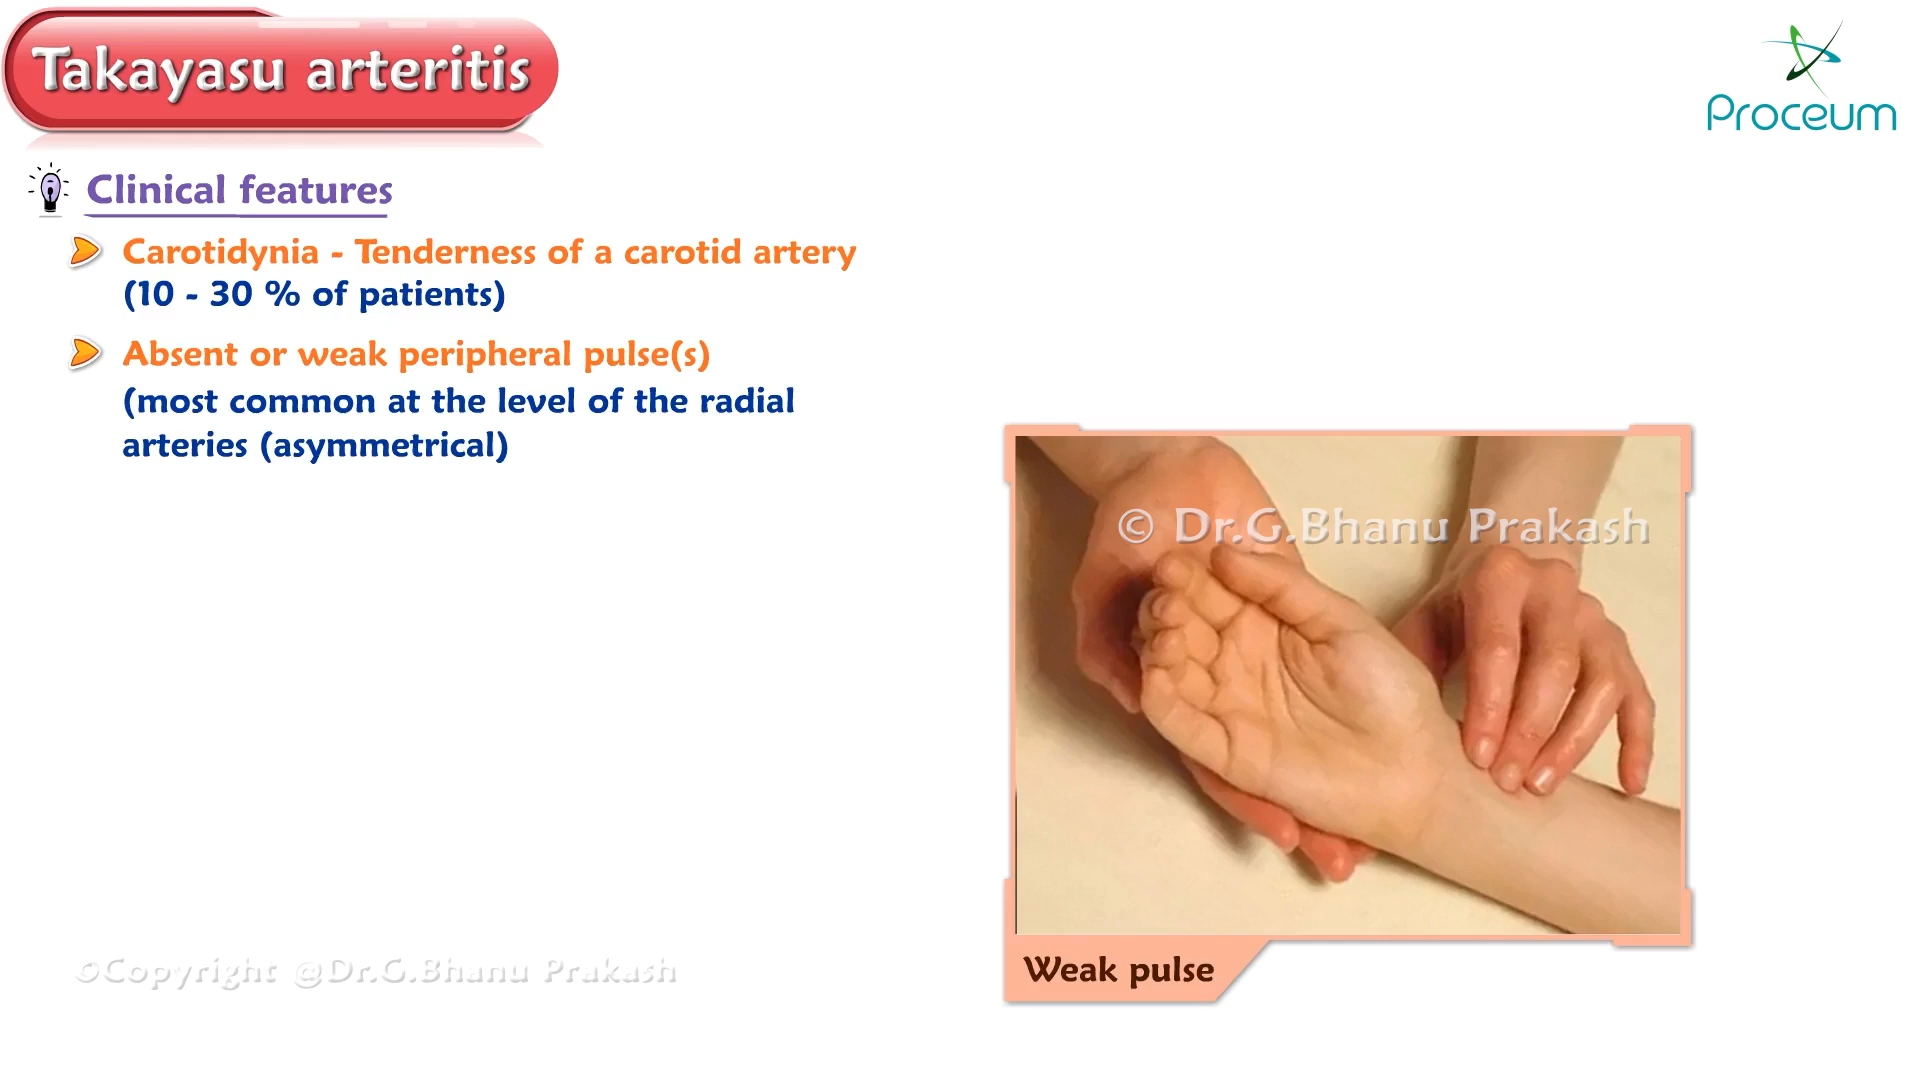 Takayasu arteritis
Proceum
Clinical features
Carotidynia - Tenderness of a carotid artery
(10 - 30 % of patients)
Absent or weak peripheral pulse(s)
(most common at the level of the radial
arteries (asymmetrical)
© Dr.G.Bhanu Prakash
Weak pulse
©Copyright @Dr.G.Bhanu Prakash